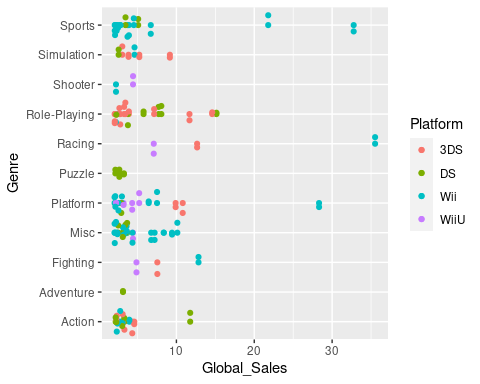 Genre
Sports
Simulation
Shooter
Role-Playing
Racing
Puzzle
Platform
Misc
Fighting
Adventure
Action
10 20 30
Global_Sales
Platform
3DS
DS
Wii
WiiU